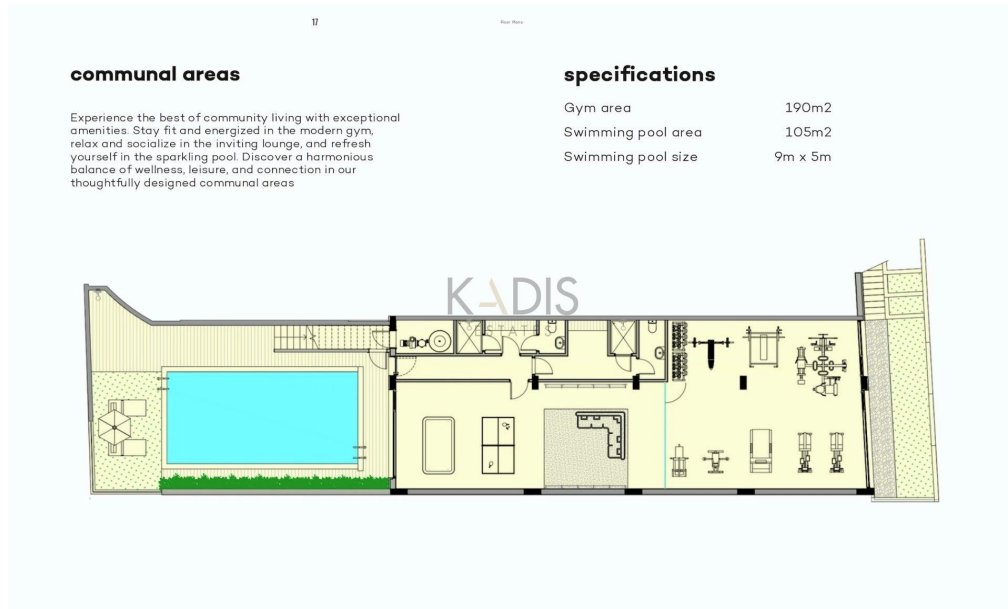 17
Floor Plans
communal areas
Experience the best of community living with exceptional
amenities. Stay fit and energized in the modern gym,
relax and socialize in the inviting lounge, and refresh
yourself in the sparkling pool. Discover a harmonious
balance of wellness, leisure, and connection in our
thoughtfully designed communal areas
specifications
Gym area 190m2
Swimming pool area 105m2
Swimming pool size 9m x 5m
KADIS
ESTATES